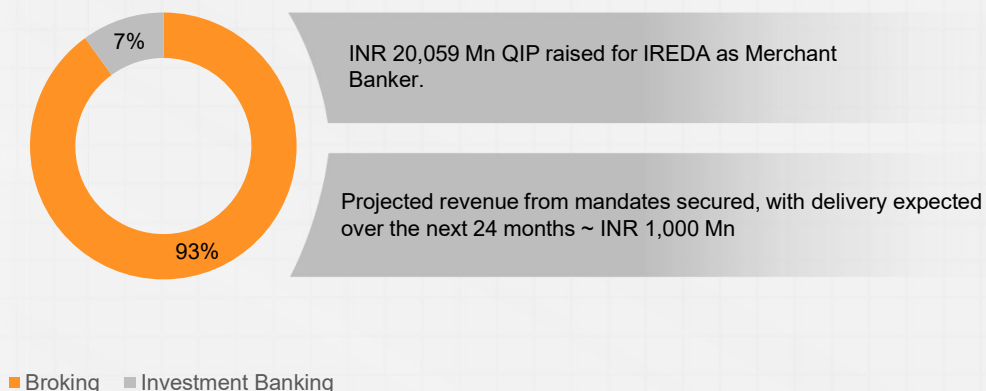 7%
INR 20,059 Mn QIP raised for IREDA as Merchant
Banker.
Projected revenue from mandates secured, with delivery expected
over the next 24 months ~ INR 1,000 Mn
93%
Broking
Investment Banking